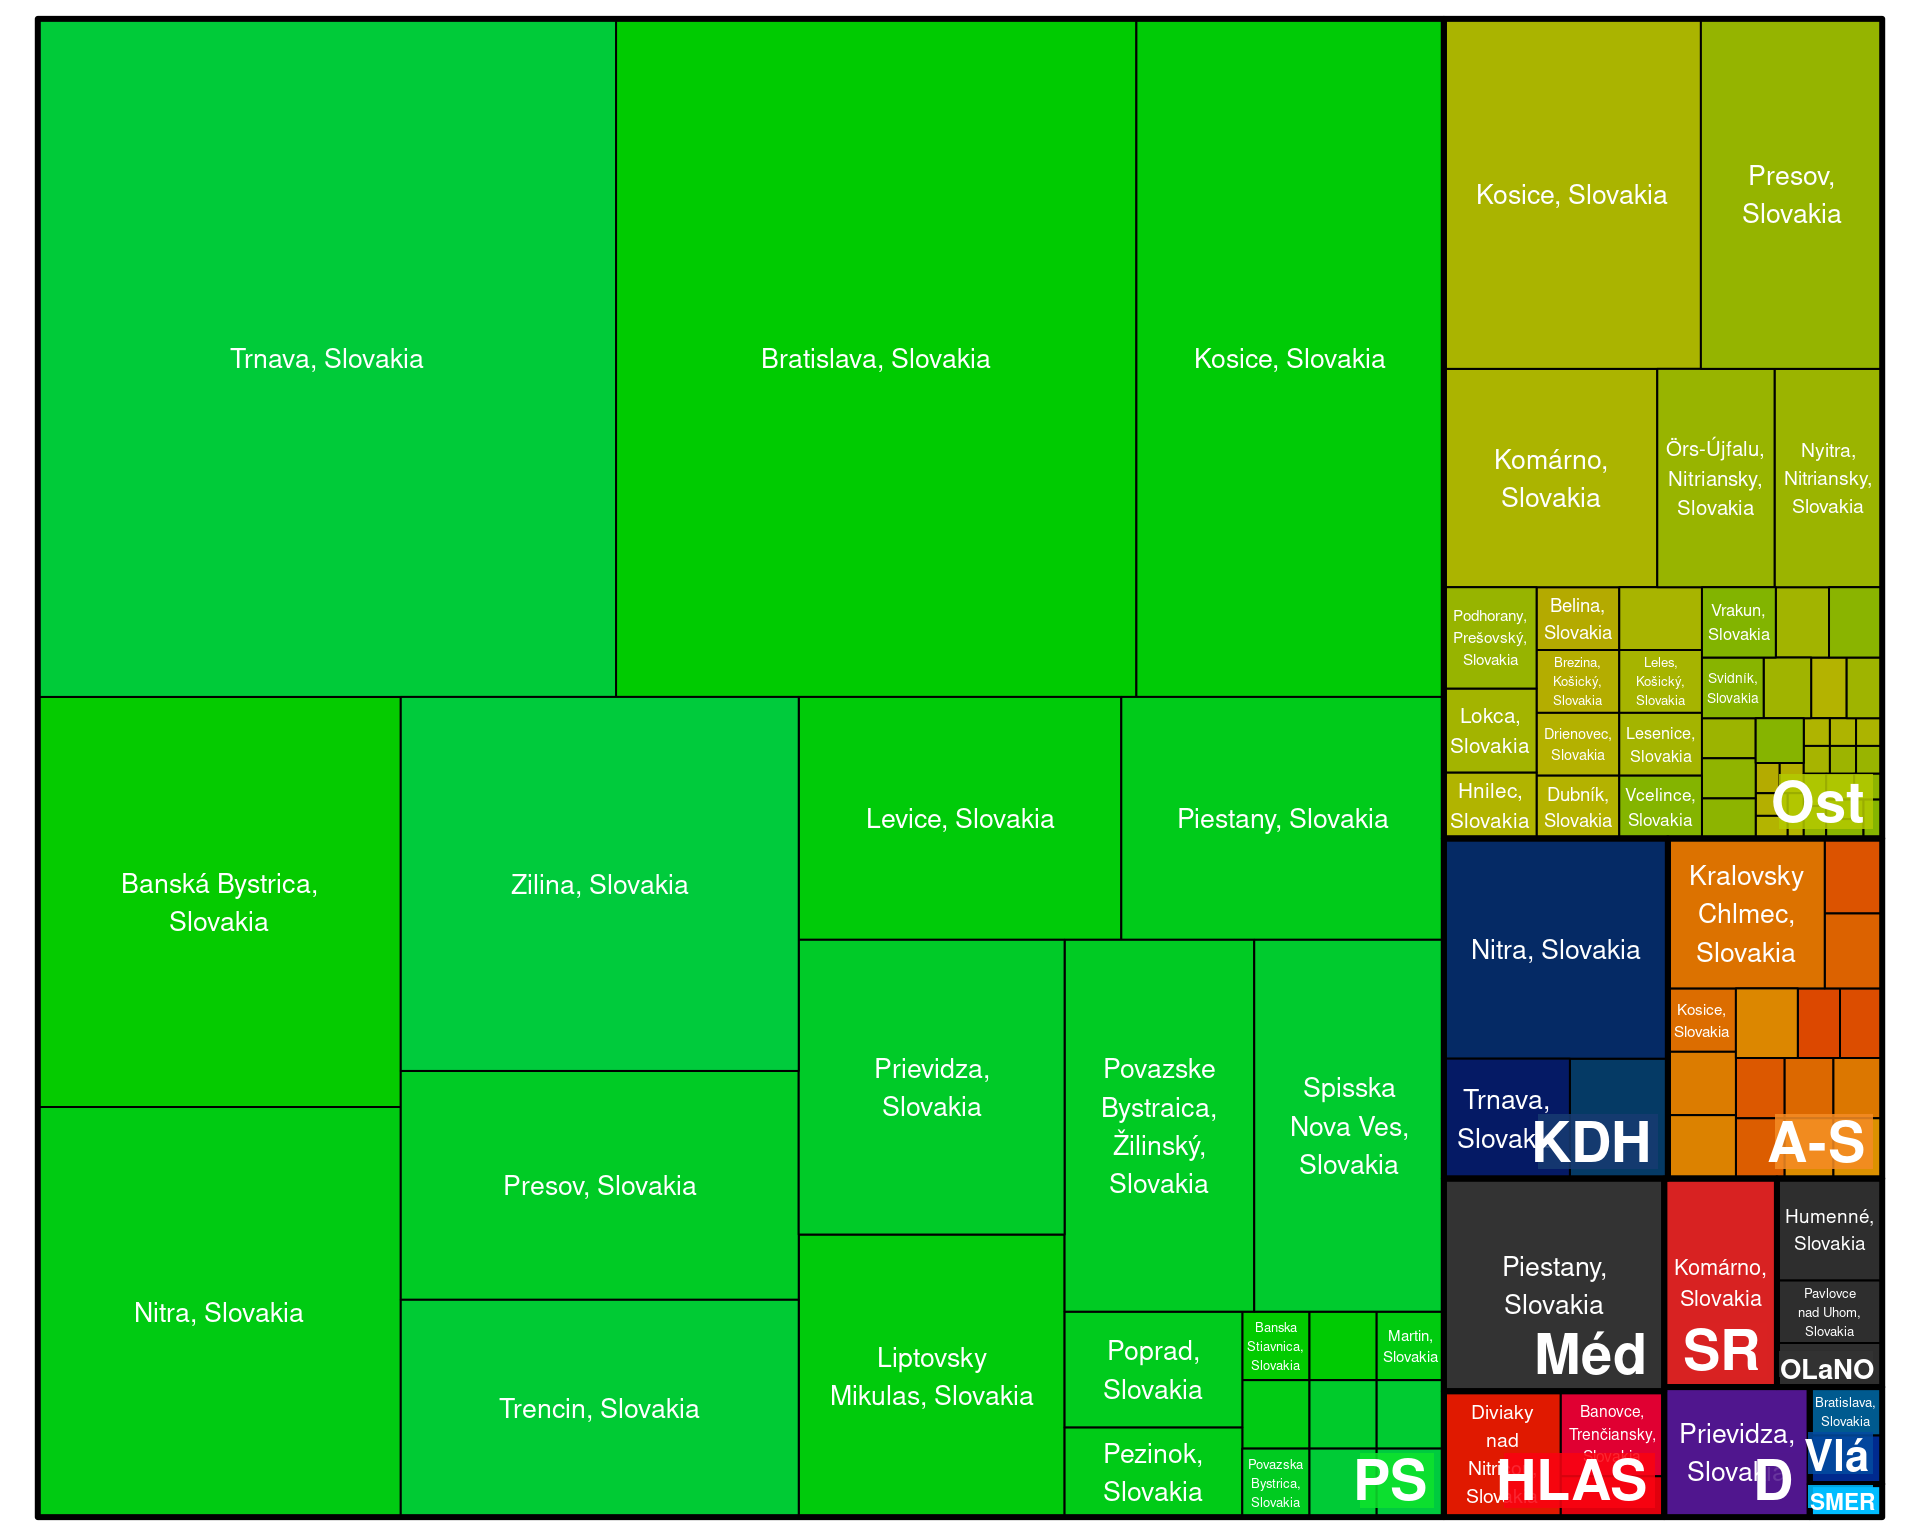 Trnava, Slovakia
Bratislava, Slovakia
Kosice, Slovakia
Banská Bystrica,
Slovakia
Zilina, Slovakia
Levice, Slovakia
Piestany, Slovakia
Nitra, Slovakia
Presov, Slovakia
Trencin, Slovakia
Prievidza,
Slovakia
Povazske
Bystraica,
Žilinský,
Slovakia
Spisska
Nova Ves,
Slovakia
Liptovsky
Mikulas, Slovakia
Poprad,
Slovakia
Pezinok,
Slovakia
Banska
Stiavnica,
Slovakia
Martin,
Slovakia
Povazska
Bystrica,
Slovakia
PS
Kosice, Slovakia
Presov,
Slovakia
Komárno,
Slovakia
Örs-Újfalu,
Nitriansky,
Slovakia
Nyitra,
Nitriansky,
Slovakia
Podhorany,
Prešovský,
Slovakia
Lokca,
Slovakia
Hnilec,
Slovakia
Belina,
Slovakia
Brezina,
Košický,
Slovakia
Leles,
Košický,
Slovakia
Drienovec,
Slovakia
Lesenice,
Slovakia
Dubník,
Slovakia
Vcelince,
Slovakia
Vrakun,
Slovakia
Svidník,
Slovakia
Ost
Nitra, Slovakia
Trnava,
Slovak
KDH
Kralovsky
Chlmec,
Slovakia
Kosice,
Slovakia
A-S
Piestany,
Slovakia
Méd
Komárno,
Slovakia
SR
Humenné,
Slovakia
Pavlovce
nad Uhom,
Slovakia
OLaNO
Diviaky
nad
Slovakia
Banovce,
Trenčiansky,
Slovakia
HLAS
Prievidza,
Slovakia
D
Bratislava,
Slovakia
Vlá
SMER